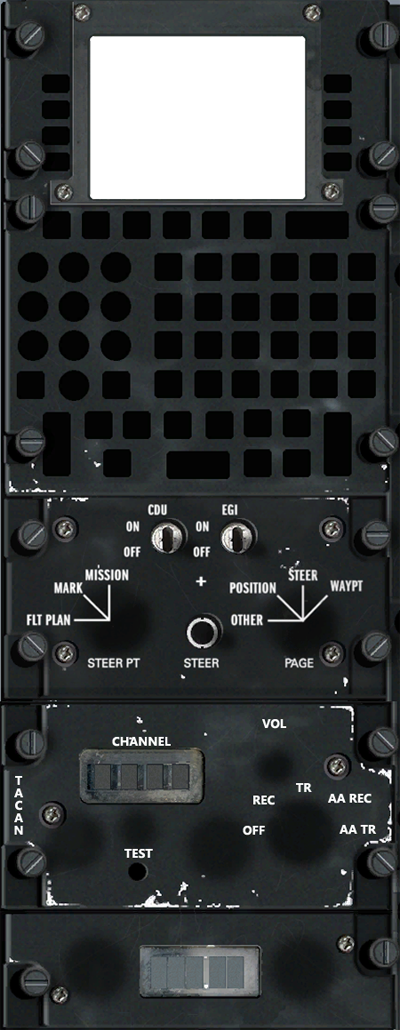 CDU EGI
ON ON
OFF OFF
MISSION
MARK
FLT PLAN
STEER PT
+
STEER
STEER
POSITION WAYPT
OTHER
PAGE
VOL
CHANNEL
TACAN
TR
REC AA REC
OFF AA TR
TEST